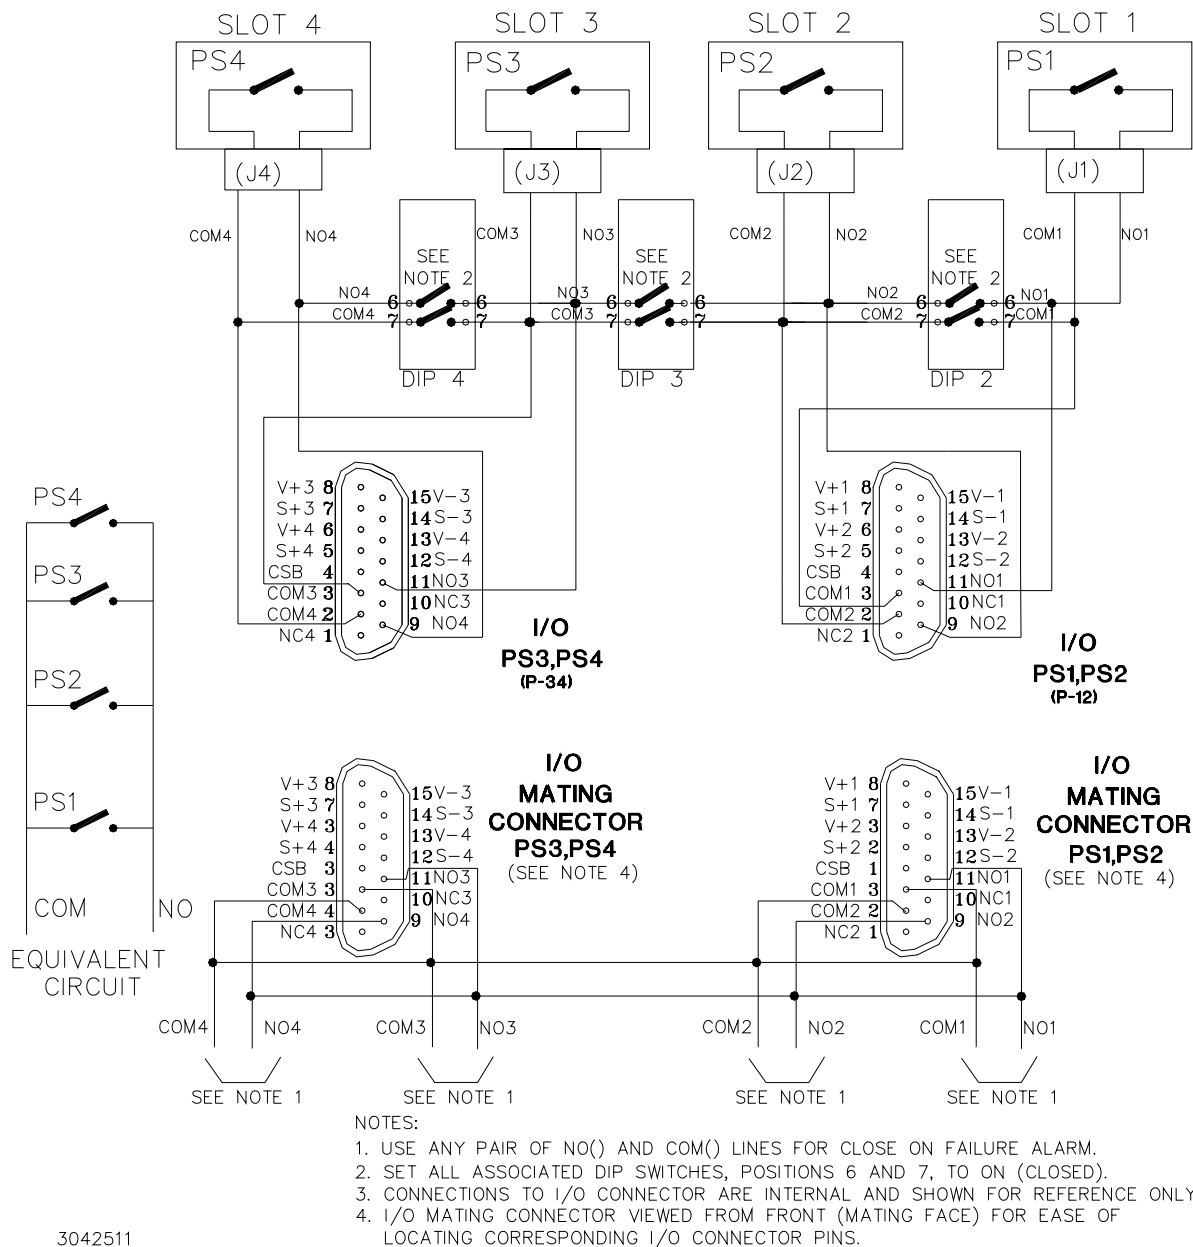 SLOT 4 SLOT 3 SLOT 2 SLOT 1
PS4 PS3 PS2 PS1
(J4) (J3) (J2) (J1)
COM4 NO4 COM3 NO3 COM2 NO2 COM1 NO1
SEE NOTE 2 SEE NOTE 2 SEE NOTE 2
NO4 6 6 NO3 6 6 NO2 6 6 NO1
COM4 7 7 COM3 7 7 COM2 7 7 COM1
DIP 4 DIP 3 DIP 2
V+3 8
S+3 7
V+4 6
S+4 5
CSB 4
COM3 3
COM4 2
NC4 1
15 V-3
14 S-3
13 V-4
12 S-4
11 NO3
10 NC3
9 NO4
I/O
PS3,PS4
(P-34)
V+1 8
S+1 7
V+2 6
S+2 5
CSB 4
COM1 3
COM2 2
NC2 1
15 V-1
14 S-1
13 V-2
12 S-2
11 NO1
10 NC1
9 NO2
I/O
PS1,PS2
(P-12)
PS4
PS3
PS2
PS1
COM NO
EQUIVALENT
CIRCUIT
V+3 8
S+3 7
V+4 3
S+4 4
CSB 3
COM3 3
COM4 4
NC4 3
15 V-3
14 S-3
13 V-4
12 S-4
11 NO3
10 NC3
9 NO4
I/O
MATING
CONNECTOR
PS3,PS4
(SEE NOTE 4)
V+1 8
S+1 7
V+2 3
S+2 2
CSB 1
COM1 3
COM2 2
NC2 1
15 V-1
14 S-1
13 V-2
12 S-2
11 NO1
10 NC1
9 NO2
I/O
MATING
CONNECTOR
PS1,PS2
(SEE NOTE 4)
COM4 NO4 COM3 NO3 COM2 NO2 COM1 NO1
SEE NOTE 1 SEE NOTE 1 SEE NOTE 1 SEE NOTE 1
NOTES:
1. USE ANY PAIR OF NO() AND COM() LINES FOR CLOSE ON FAILURE ALARM.
2. SET ALL ASSOCIATED DIP SWITCHES, POSITIONS 6 AND 7, TO ON (CLOSED).
3. CONNECTIONS TO I/O CONNECTOR ARE INTERNAL AND SHOWN FOR REFERENCE ONLY
4. I/O MATING CONNECTOR VIEWED FROM FRONT (MATING FACE) FOR EASE OF
LOCATING CORRESPONDING I/O CONNECTOR PINS.
3042511